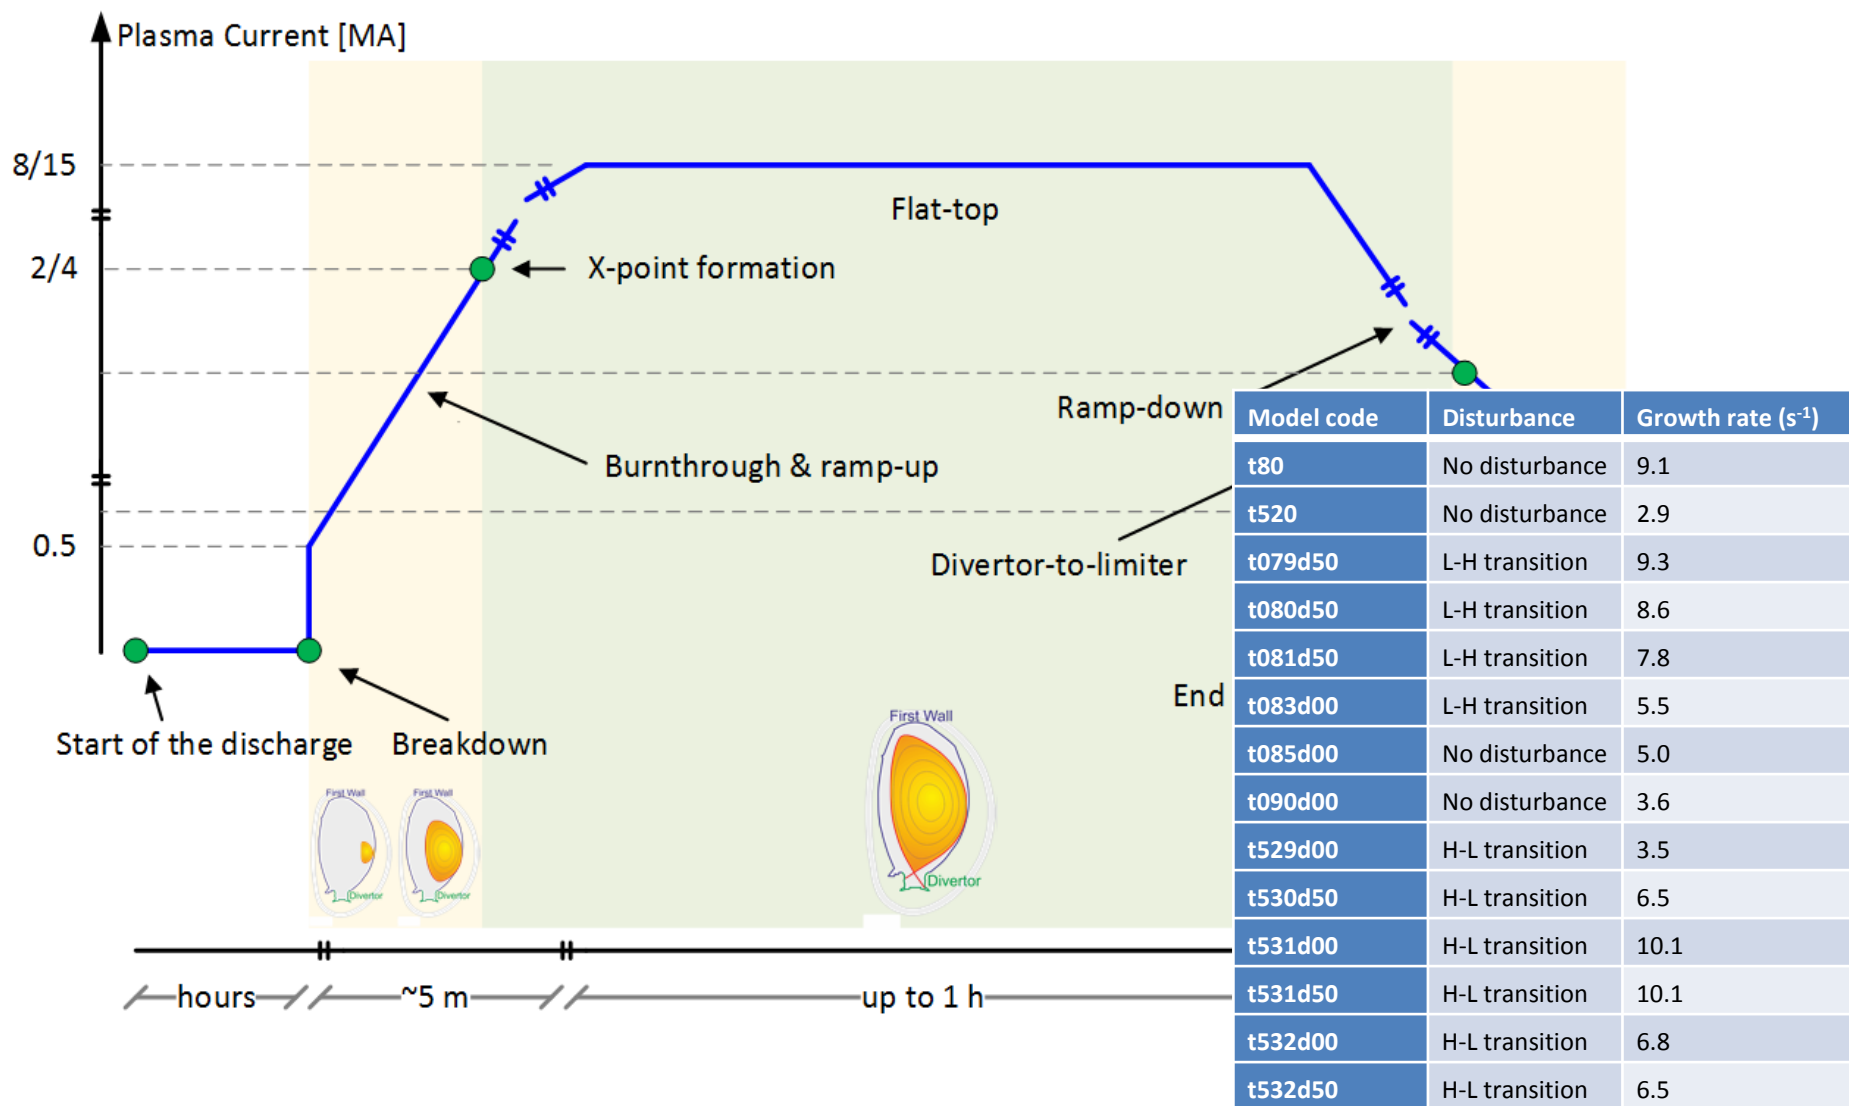 Plasma Current [MA]
8/15
Flat-top
2/4
X-point formation
Ramp-down
Burnthrough & ramp-up
0.5
Divertor-to-limiter
End
Start of the discharge
Breakdown
First Wall
Divertor
First Wall
Divertor
First Wall
Divertor
hours
~5 m
up to 1 h
Model code Disturbance Growth rate (s⁻¹)
t80 No disturbance 9.1
t520 No disturbance 2.9
t079d50 L-H transition 9.3
t080d50 L-H transition 8.6
t081d50 L-H transition 7.8
t083d00 L-H transition 5.5
t085d00 No disturbance 5.0
t090d00 No disturbance 3.6
t529d00 H-L transition 3.5
t530d50 H-L transition 6.5
t531d00 H-L transition 10.1
t531d50 H-L transition 10.1
t532d00 H-L transition 6.8
t532d50 H-L transition 6.5